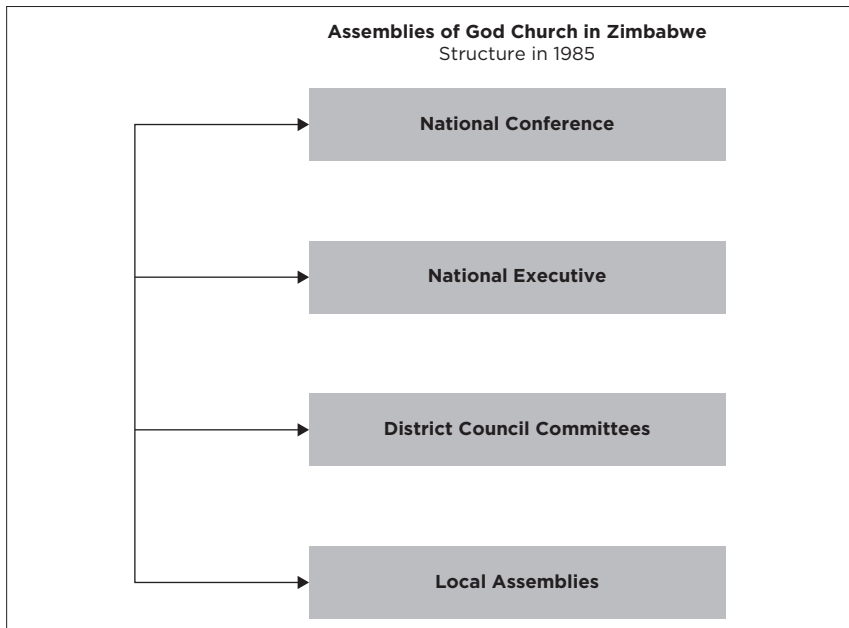 Assemblies of God Church in Zimbabwe
Structure in 1985
National Conference
National Executive
District Council Committees
Local Assemblies